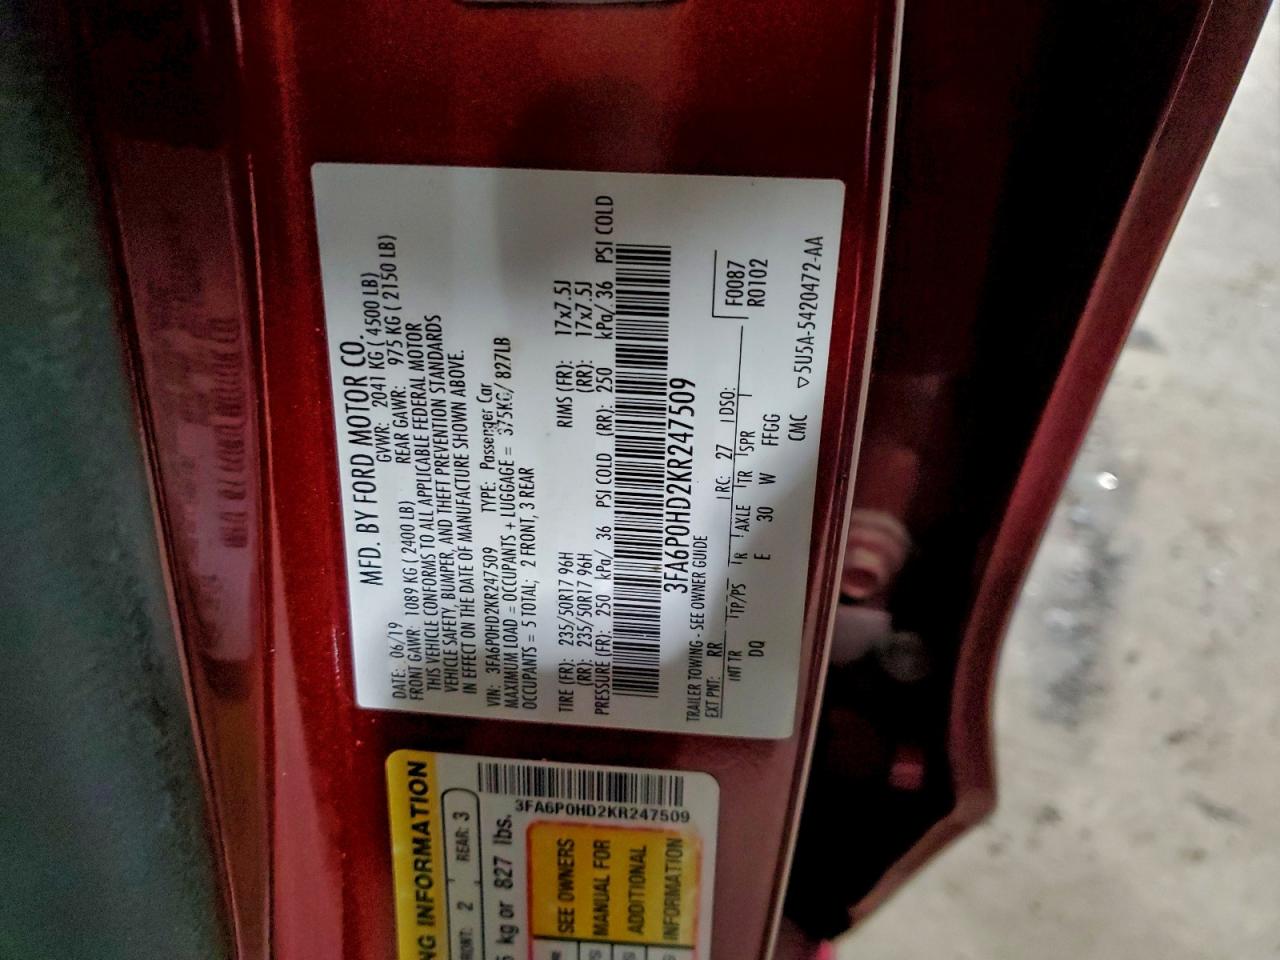 MFD. BY FORD MOTOR CO.
DATE: 06/19 GVWR: 2041 KG ( 4500 LB)
FRONT GAWR: 1089 KG ( 2400 LB) REAR GAWR: 975 KG ( 2150 LB)
THIS VEHICLE CONFORMS TO ALL APPLICABLE FEDERAL MOTOR
VEHICLE SAFETY, BUMPER, AND THEFT PREVENTION STANDARDS
IN EFFECT ON THE DATE OF MANUFACTURE SHOWN ABOVE.
VIN: 3FA6P0HD2KR247509 TYPE: Passenger Car
MAXIMUM LOAD = OCCUPANTS + LUGGAGE = 375KG/ 827LB
OCCUPANTS = 5 TOTAL; 2 FRONT, 3 REAR
TIRE (FR): 235/50R17 96H RIMS (FR): 17x7.5J
(RR): 235/50R17 96H (RR): 17x7.5J
PRESSURE (FR): 250 kPa/ 36 PSI COLD (RR): 250 kPa/ 36 PSI COLD
3FA6P0HD2KR247509
TRAILER TOWING - SEE OWNER GUIDE
EXT PNT: RR RC: 27 DSO: F0087
R0102
INT TR TP/PS R AXLE TR SPR
DQ E 30 W FFGG
CMC ▽5U5A-5420472-AA
NG INFORMATION
FRONT: 2 REAR: 3
kg or 827 lbs.
3FA6P0HD2KR247509
SEE OWNERS
MANUAL FOR
ADDITIONAL
INFORMATION